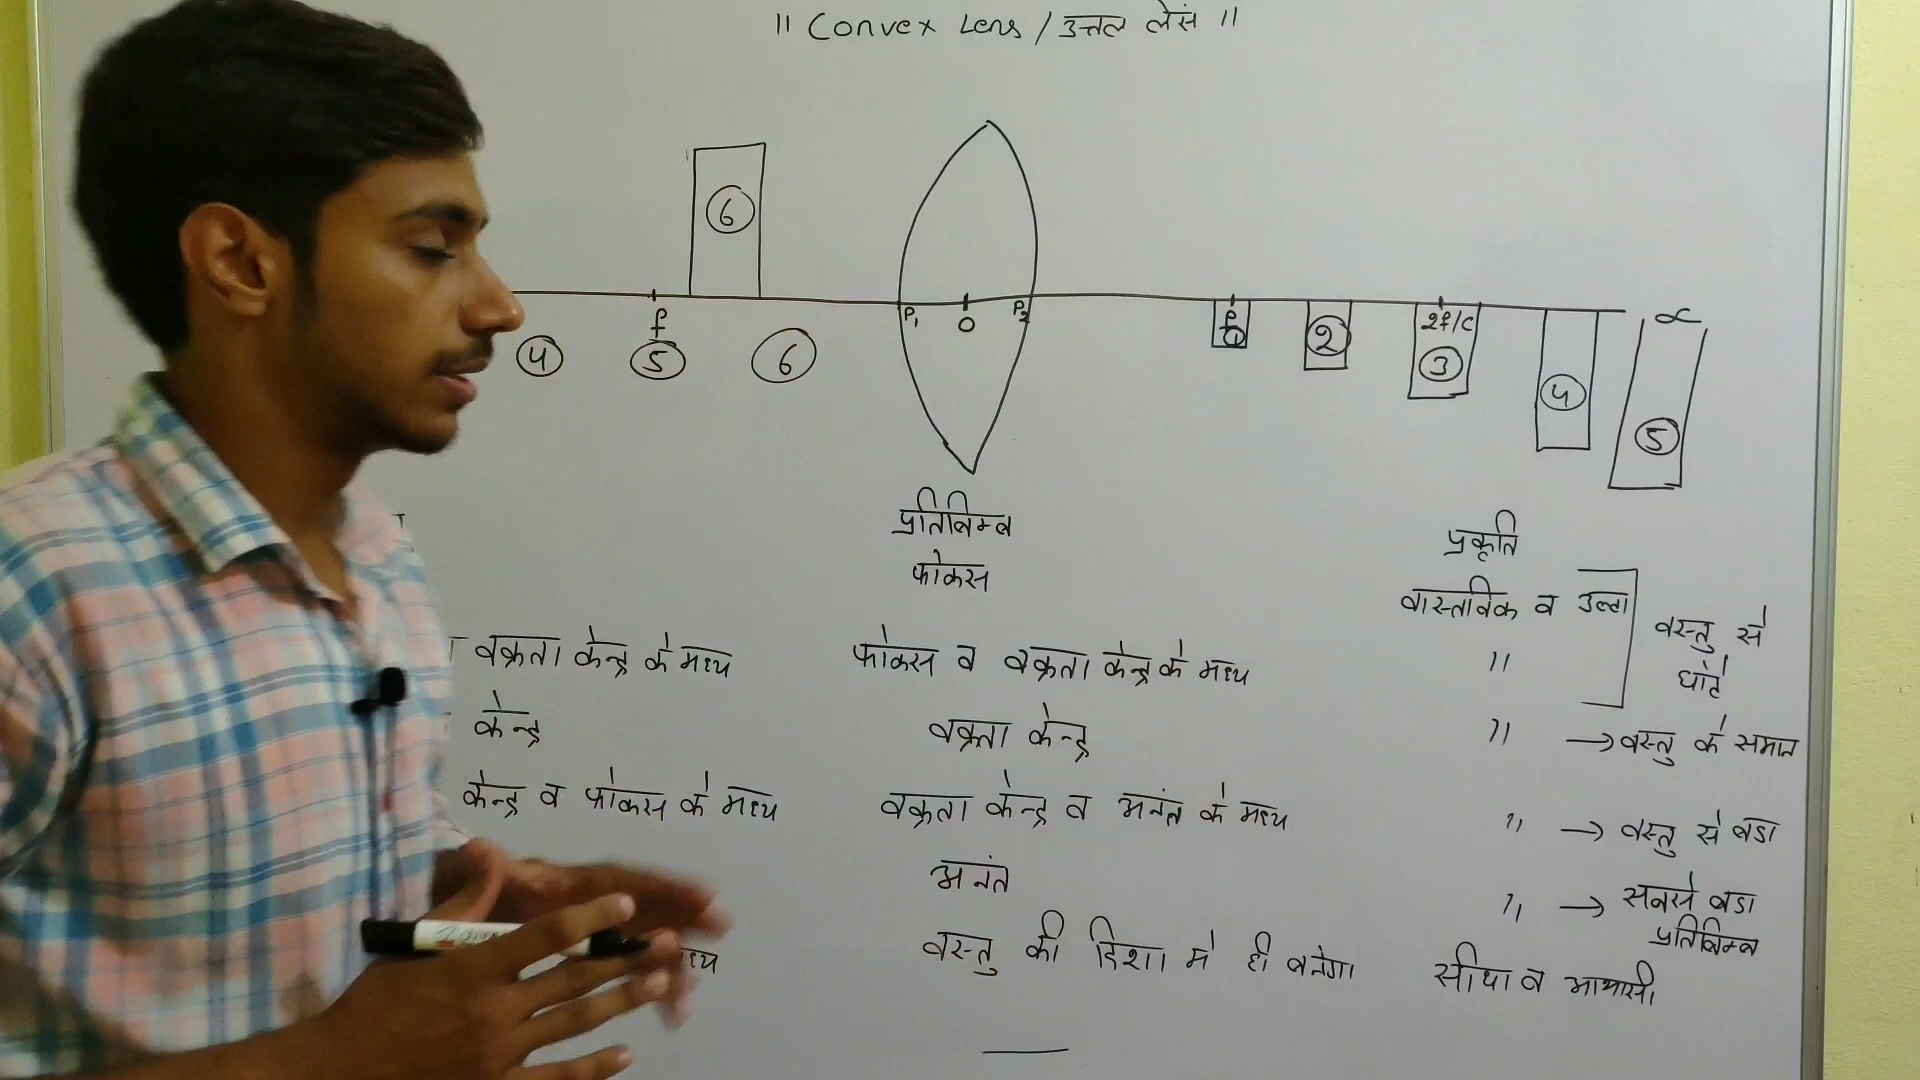 || Convex Lens / उत्तल लेसं ||
6
P₁ O P₂
f 2f/C ∝
f
4 5 6
1 2 3 4 5
प्रतिबिम्ब प्रकृति
फोकस वास्तविक व उल्टा
वस्तु से छोटे
वक्रता केन्द्र के मध्य फोकस व वक्रता केन्द्र के मध्य "
केन्द्र वक्रता केन्द्र " → वस्तु के समान
केन्द्र व फोकस के मध्य वक्रता केन्द्र व अनंत के मध्य " → वस्तु से बडा
अनंत " → सबसे बडा प्रतिबिम्ब
वस्तु की दिशा मे ही बनेगा सीधा व आभासी